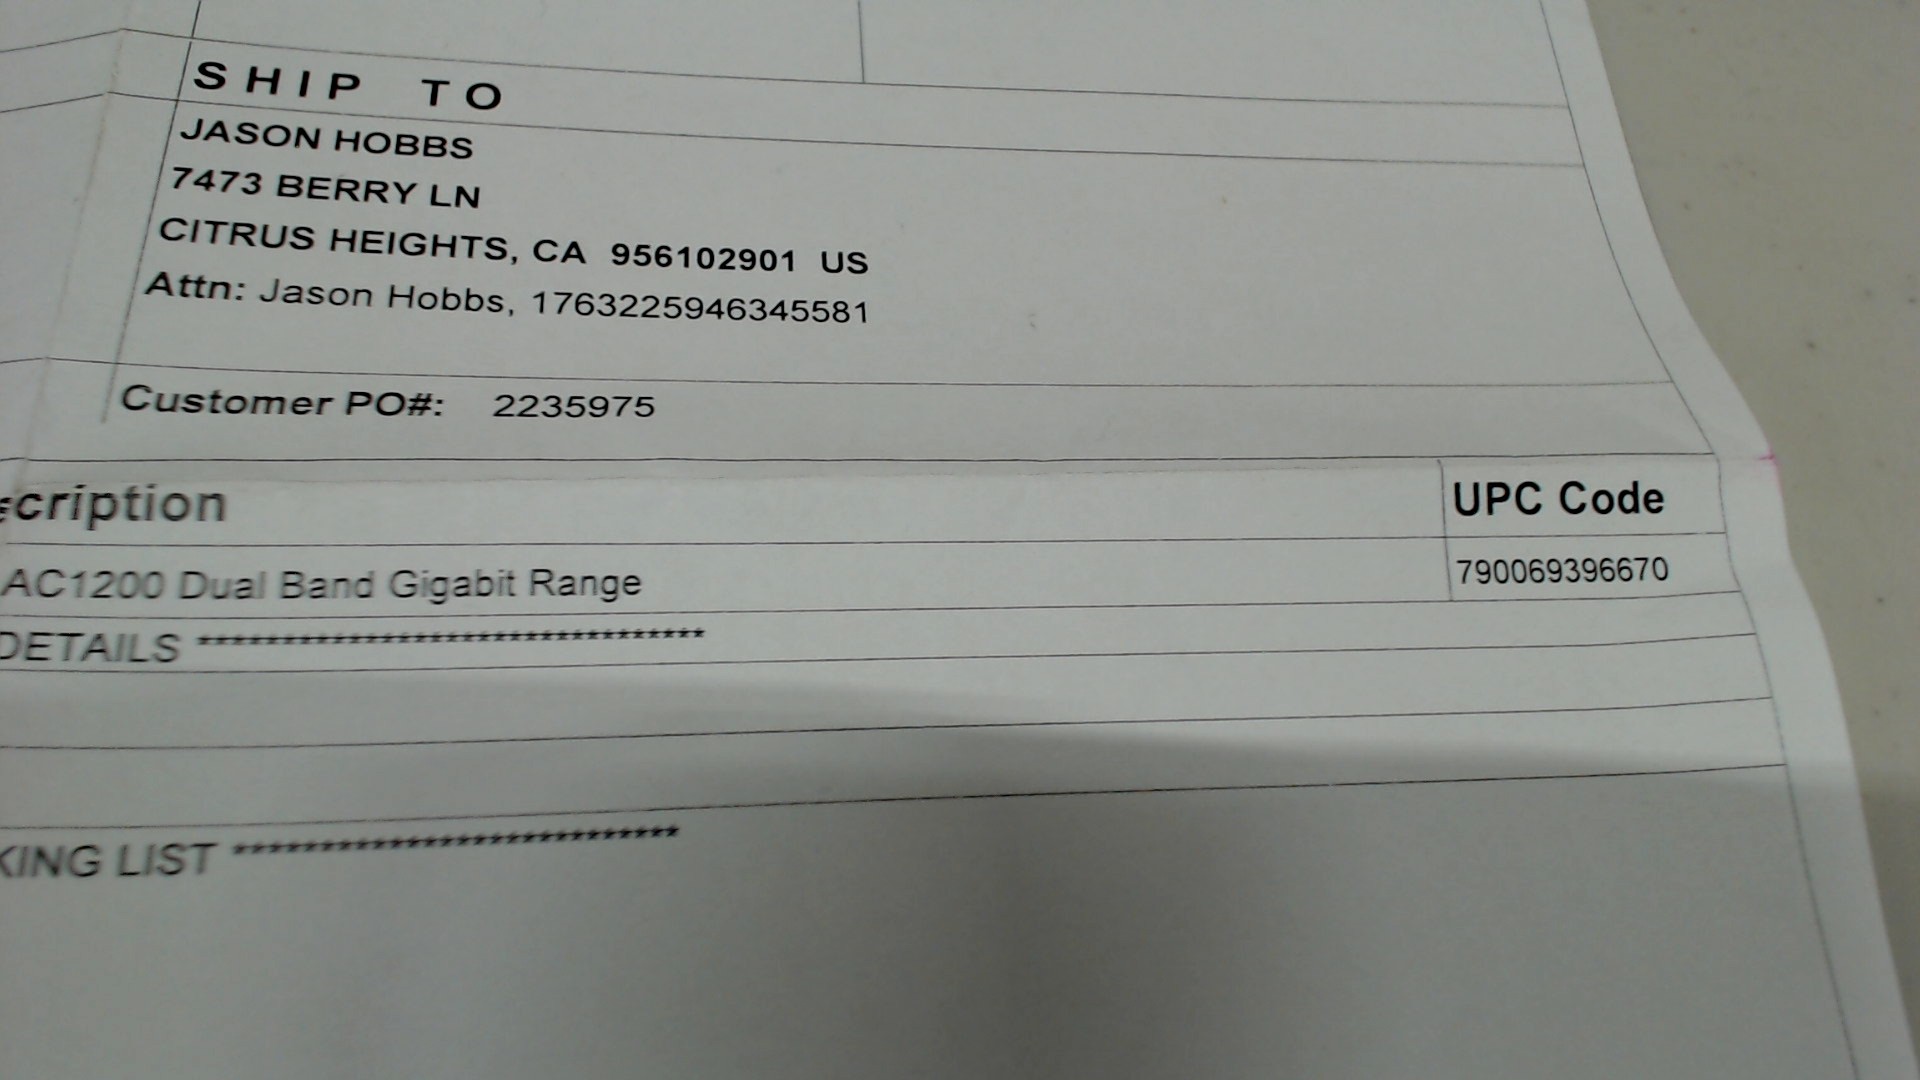 SHIP TO
JASON HOBBS
7473 BERRY LN
CITRUS HEIGHTS, CA 956102901 US
Attn: Jason Hobbs, 1763225946345581
Customer PO#: 2235975
cription UPC Code
AC1200 Dual Band Gigabit Range 790069396670
DETAILS **********************************
KING LIST ******************************